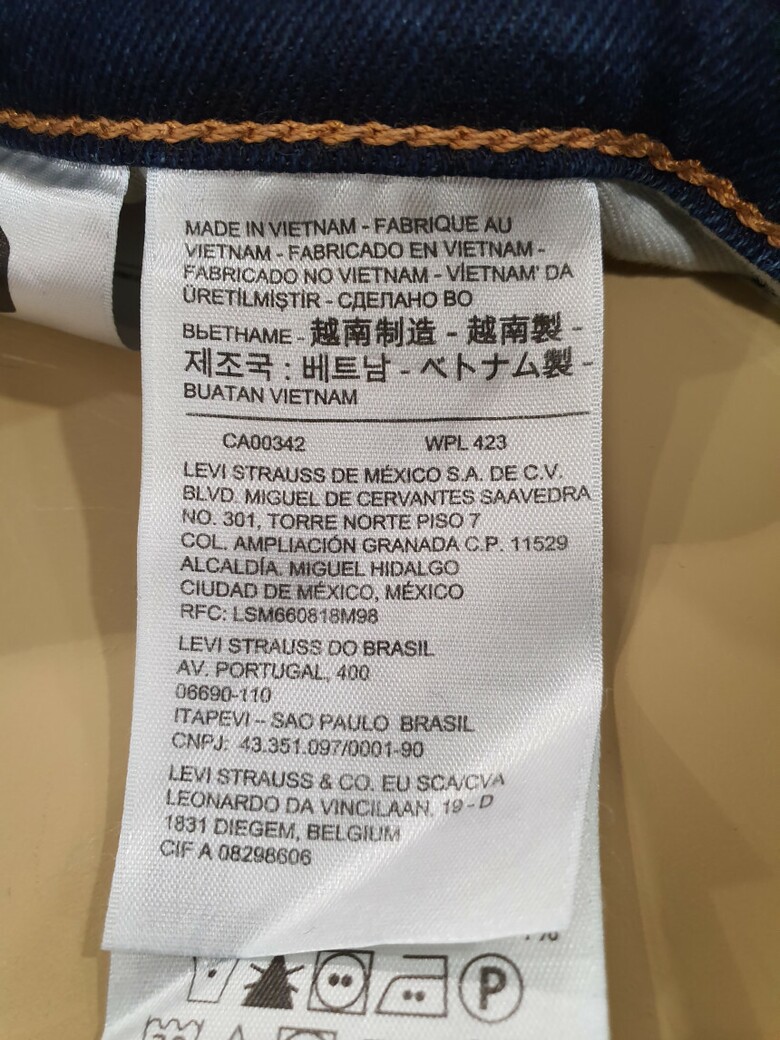 MADE IN VIETNAM - FABRIQUE AU
VIETNAM - FABRICADO EN VIETNAM -
FABRICADO NO VIETNAM - VİETNAM' DA
ÜRETİLMİŞTİR - СДЕЛАНО ВО
ВЬЕТНАМЕ - 越南制造 - 越南製 -
제조국 : 베트남 - ベトナム製 -
BUATAN VIETNAM
CA00342 WPL 423
LEVI STRAUSS DE MÉXICO S.A. DE C.V.
BLVD. MIGUEL DE CERVANTES SAAVEDRA
NO. 301, TORRE NORTE PISO 7
COL. AMPLIACIÓN GRANADA C.P. 11529
ALCALDÍA. MIGUEL HIDALGO
CIUDAD DE MÉXICO, MÉXICO
RFC: LSM660818M98
LEVI STRAUSS DO BRASIL
AV. PORTUGAL, 400
06690-110
ITAPEVI – SAO PAULO BRASIL
CNPJ: 43.351.097/0001-90
LEVI STRAUSS & CO. EU SCA/CVA
LEONARDO DA VINCILAAN, 19-D
1831 DIEGEM, BELGIUM
CIF A 08298606
P